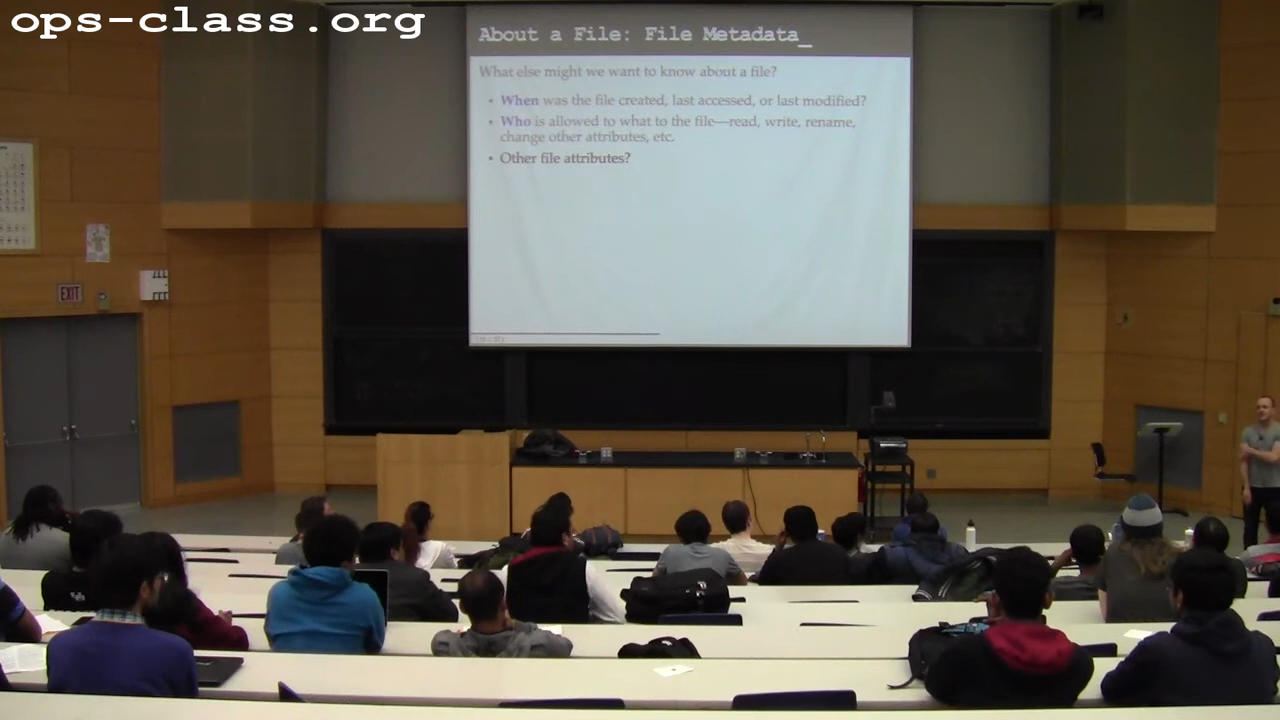 ops-class.org
About a File: File Metadata_
What else might we want to know about a file?
• When was the file created, last accessed, or last modified?
• Who is allowed to what to the file—read, write, rename,
change other attributes, etc.
• Other file attributes?
EXIT